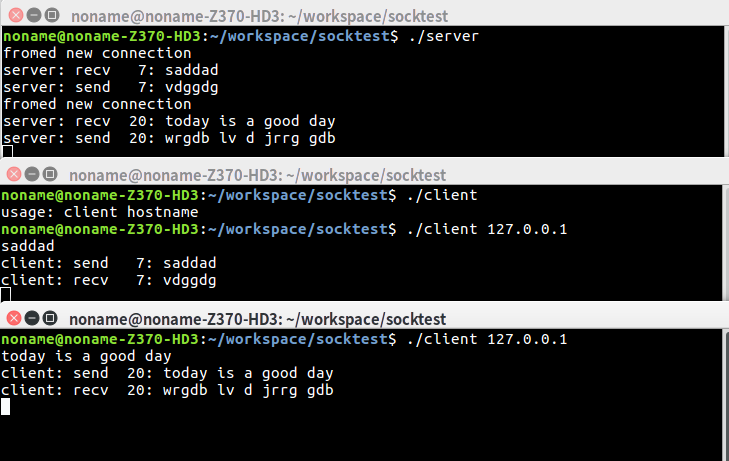 noname@noname-Z370-HD3: ~/workspace/socktest
noname@noname-Z370-HD3:~/workspace/socktest$ ./server
fromed new connection
server: recv   7: saddad
server: send   7: vdggdg
fromed new connection
server: recv  20: today is a good day
server: send  20: wrgdb lv d jrrg gdb
noname@noname-Z370-HD3: ~/workspace/socktest
noname@noname-Z370-HD3:~/workspace/socktest$ ./client
usage: client hostname
noname@noname-Z370-HD3:~/workspace/socktest$ ./client 127.0.0.1
saddad
client: send   7: saddad
client: recv   7: vdggdg
noname@noname-Z370-HD3: ~/workspace/socktest
noname@noname-Z370-HD3:~/workspace/socktest$ ./client 127.0.0.1
today is a good day
client: send  20: today is a good day
client: recv  20: wrgdb lv d jrrg gdb